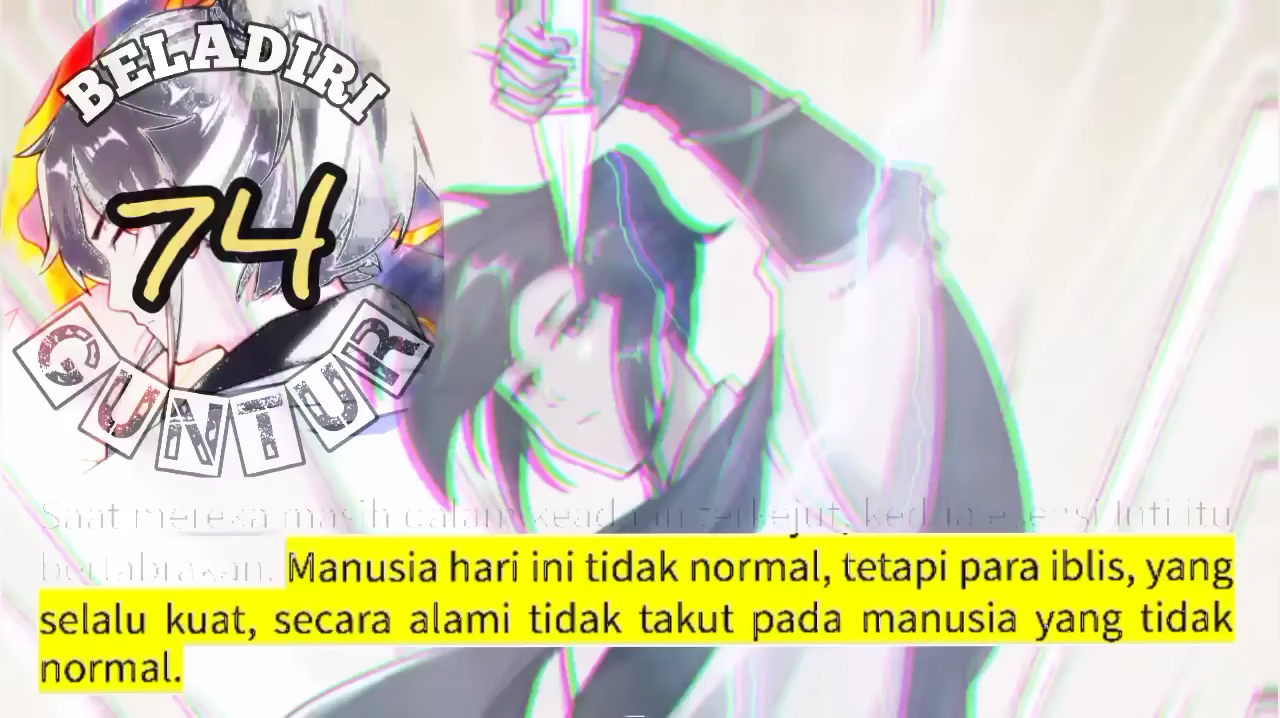 BELADIRI
74
GUNTUR
Saat mereka masih dalam keadaan terkejut, kedua esensi Inti itu
bertabrakan. Manusia hari ini tidak normal, tetapi para iblis, yang
selalu kuat, secara alami tidak takut pada manusia yang tidak
normal.